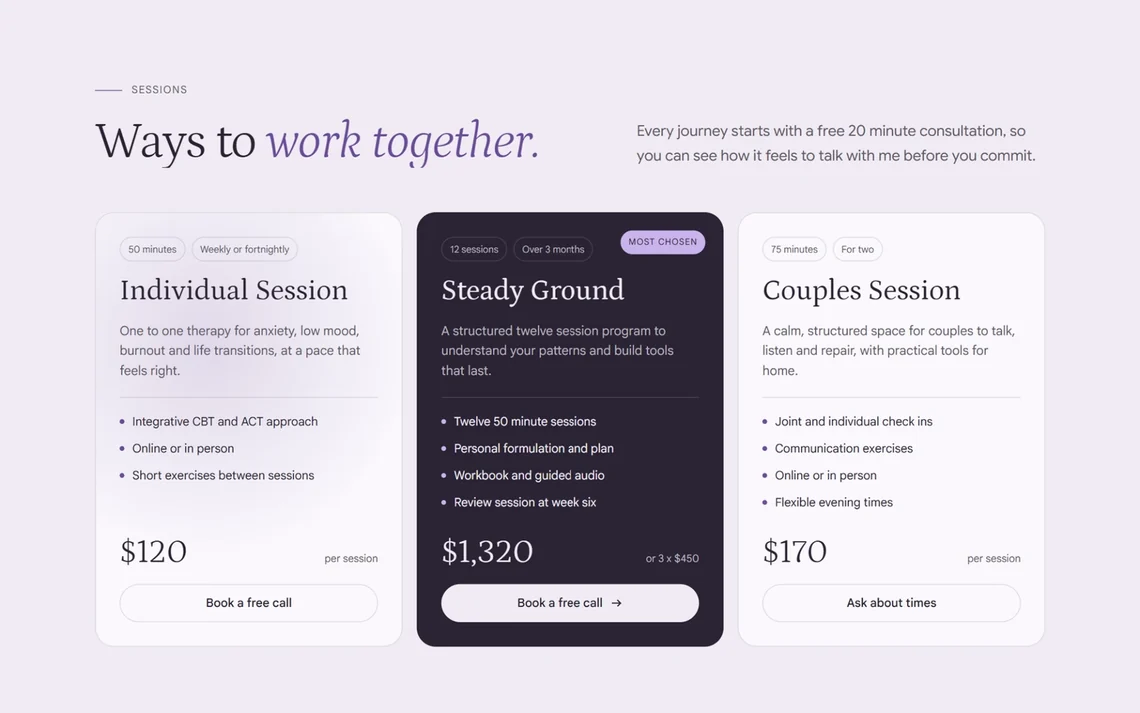 SESSIONS
Ways to work together.
Every journey starts with a free 20 minute consultation, so
you can see how it feels to talk with me before you commit.
50 minutes
Weekly or fortnightly
Individual Session
One to one therapy for anxiety, low mood,
burnout and life transitions, at a pace that
feels right.
Integrative CBT and ACT approach
Online or in person
Short exercises between sessions
$120
per session
Book a free call
12 sessions
Over 3 months
MOST CHOSEN
Steady Ground
A structured twelve session program to
understand your patterns and build tools
that last.
Twelve 50 minute sessions
Personal formulation and plan
Workbook and guided audio
Review session at week six
$1,320
or 3 x $450
Book a free call →
75 minutes
For two
Couples Session
A calm, structured space for couples to talk,
listen and repair, with practical tools for
home.
Joint and individual check ins
Communication exercises
Online or in person
Flexible evening times
$170
per session
Ask about times